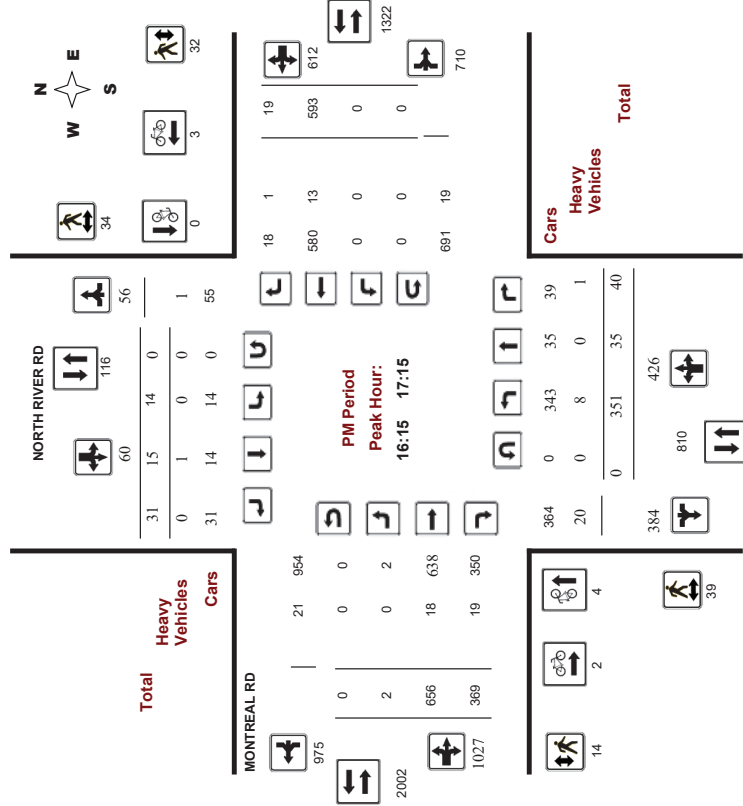 N
W E
S
34
0
3
32
NORTH RIVER RD
60
116
56
31 15 14 0
0 1 0 0 1
31 14 14 0 55
Total
Heavy
Vehicles
Cars
612
1322
710
18 1 19
580 13 593
0 0 0
0 0 0
691 19
PM Period
Peak Hour:
16:15 17:15
MONTREAL RD
975
2002
1027
21 954
0 0 0
2 0 2
656 18 638
369 19 350
Cars
Heavy
Vehicles
Total
364 0 343 35 39
20 0 8 0 1
0 351 35 40
384
810
426
14
2
4
39